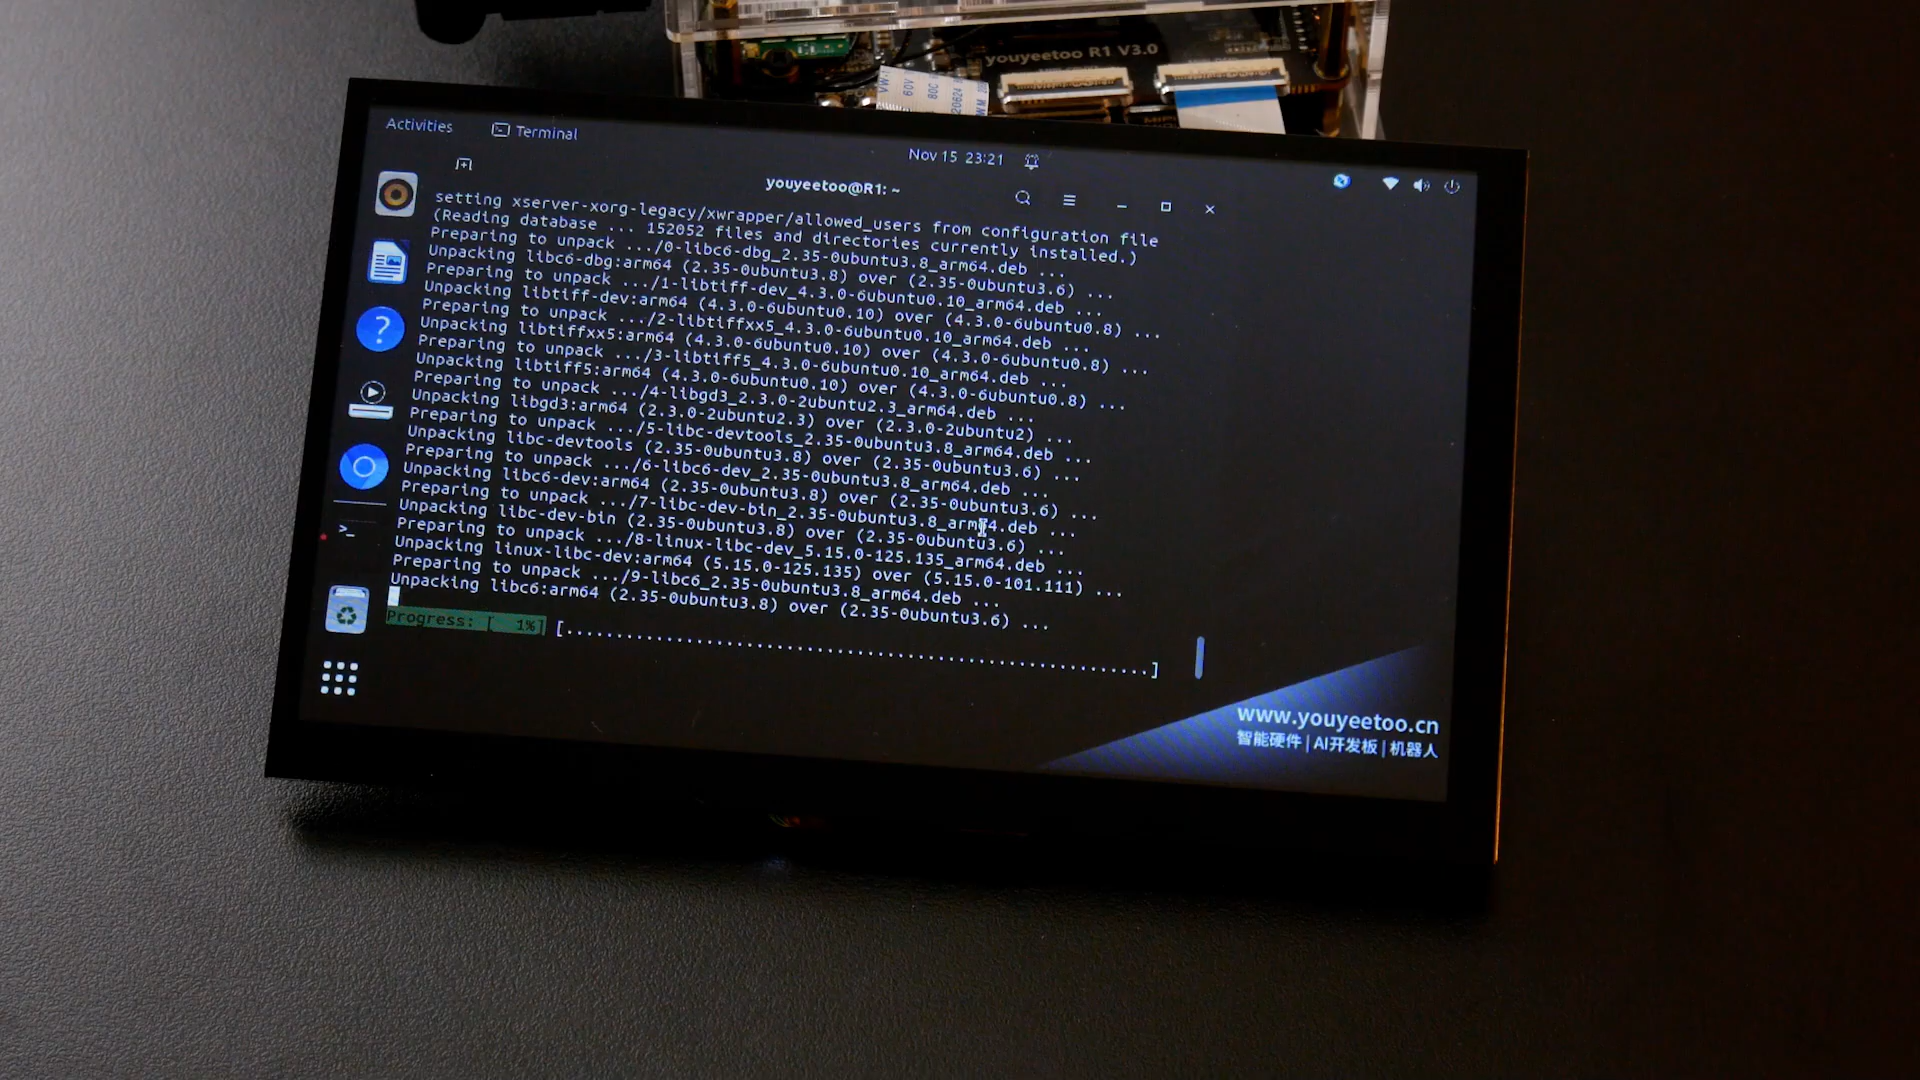 youyeetoo R1 V3.0
VW-1
60V
80C
20624
Activities
Terminal
Nov 15 23:21
youyeetoo@R1: ~
setting xserver-xorg-legacy/xwrapper/allowed_users from configuration file
(Reading database ... 152052 files and directories currently installed.)
Preparing to unpack .../0-libc6-dbg_2.35-0ubuntu3.8_arm64.deb ...
Unpacking libc6-dbg:arm64 (2.35-0ubuntu3.8) over (2.35-0ubuntu3.6) ...
Preparing to unpack .../1-libtiff-dev_4.3.0-6ubuntu0.10_arm64.deb ...
Unpacking libtiff-dev:arm64 (4.3.0-6ubuntu0.10) over (4.3.0-6ubuntu0.8) ...
Preparing to unpack .../2-libtiffxx5_4.3.0-6ubuntu0.10_arm64.deb ...
Unpacking libtiffxx5:arm64 (4.3.0-6ubuntu0.10) over (4.3.0-6ubuntu0.8) ...
Preparing to unpack .../3-libtiff5_4.3.0-6ubuntu0.10_arm64.deb ...
Unpacking libtiff5:arm64 (4.3.0-6ubuntu0.10) over (4.3.0-6ubuntu0.8) ...
Preparing to unpack .../4-libgd3_2.3.0-2ubuntu2.3_arm64.deb ...
Unpacking libgd3:arm64 (2.3.0-2ubuntu2.3) over (2.3.0-2ubuntu2) ...
Preparing to unpack .../5-libc-devtools_2.35-0ubuntu3.8_arm64.deb ...
Unpacking libc-devtools (2.35-0ubuntu3.8) over (2.35-0ubuntu3.6) ...
Preparing to unpack .../6-libc6-dev_2.35-0ubuntu3.8_arm64.deb ...
Unpacking libc6-dev:arm64 (2.35-0ubuntu3.8) over (2.35-0ubuntu3.6) ...
Preparing to unpack .../7-libc-dev-bin_2.35-0ubuntu3.8_arm64.deb ...
Unpacking libc-dev-bin (2.35-0ubuntu3.8) over (2.35-0ubuntu3.6) ...
Preparing to unpack .../8-linux-libc-dev_5.15.0-125.135_arm64.deb ...
Unpacking linux-libc-dev:arm64 (5.15.0-125.135) over (5.15.0-101.111) ...
Preparing to unpack .../9-libc6_2.35-0ubuntu3.8_arm64.deb ...
Unpacking libc6:arm64 (2.35-0ubuntu3.8) over (2.35-0ubuntu3.6) ...
Progress: [  1%] [..........................................................]
www.youyeetoo.cn
智能硬件 | AI开发板 | 机器人